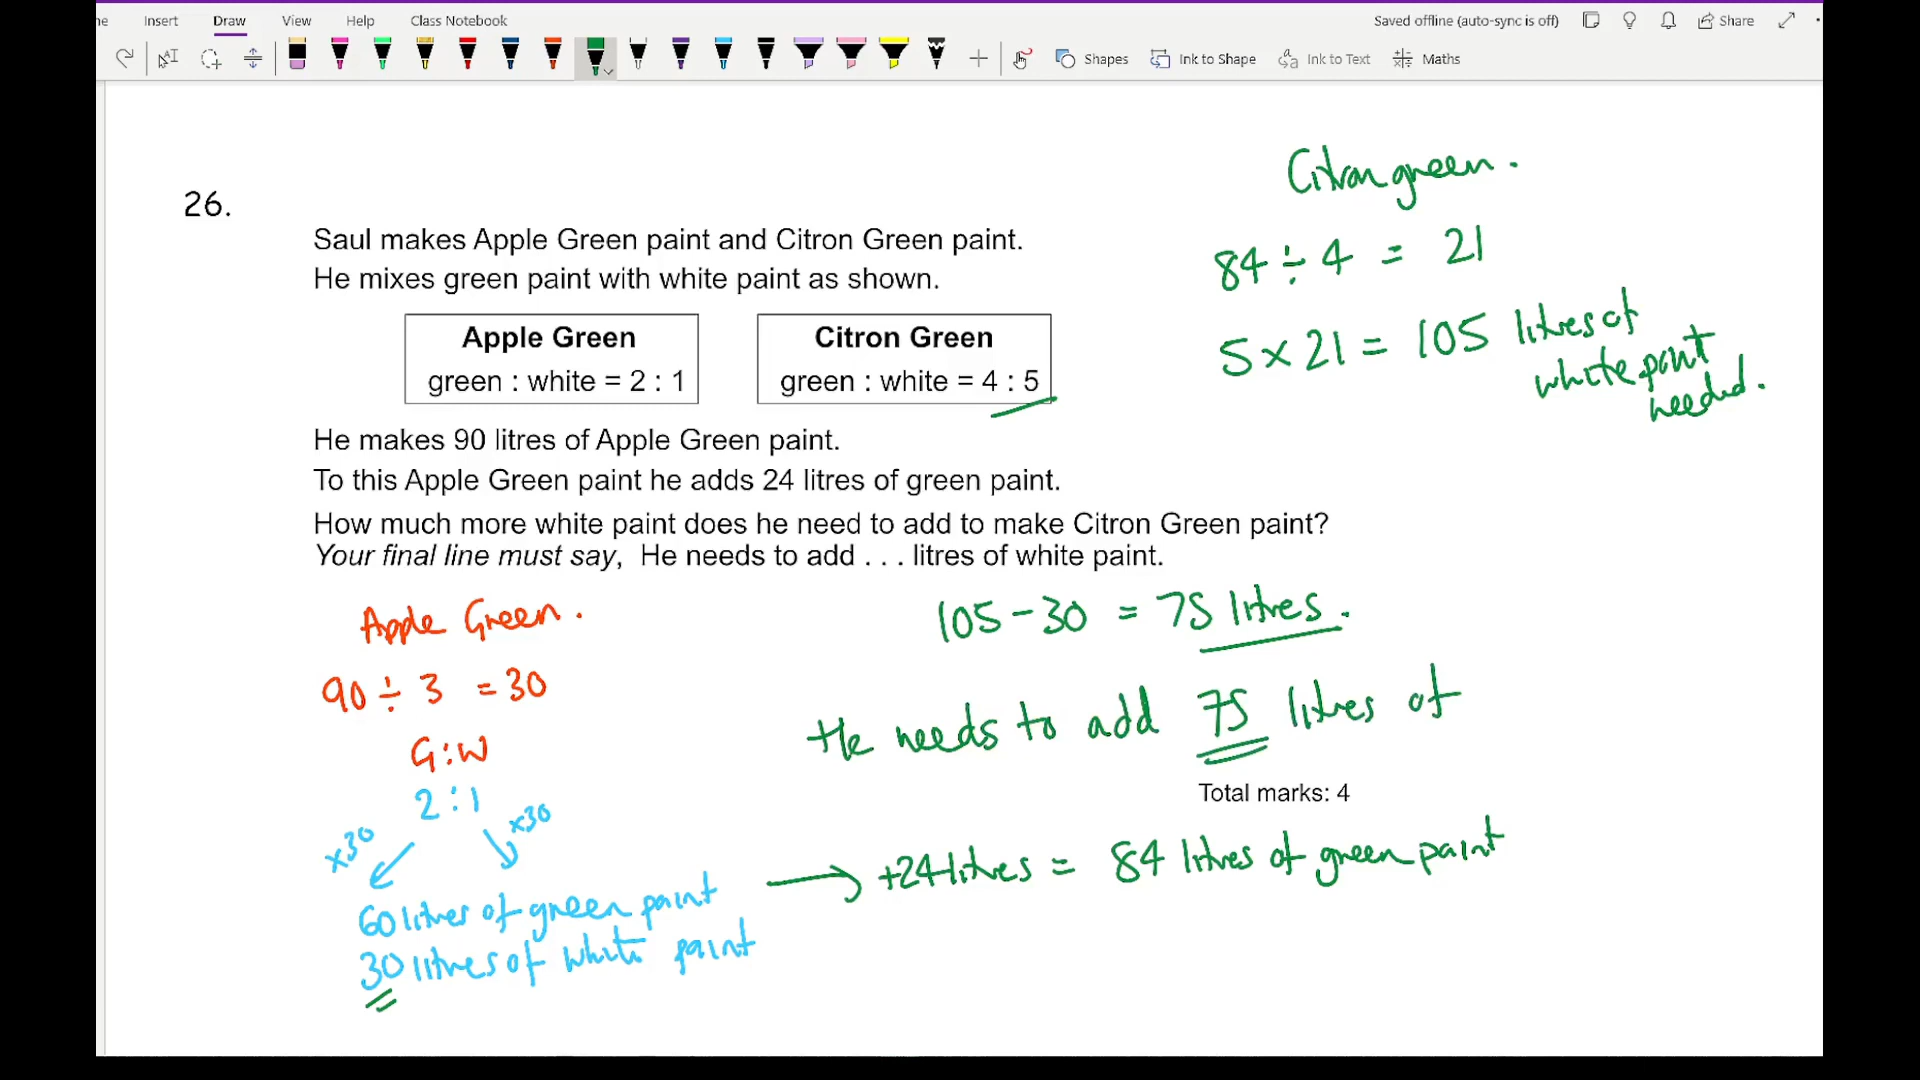 ne Insert Draw View Help Class Notebook Saved offline (auto-sync is off) Share
Shapes Ink to Shape Ink to Text Maths
26.
Saul makes Apple Green paint and Citron Green paint.
He mixes green paint with white paint as shown.
Apple Green
green : white = 2 : 1
Citron Green
green : white = 4 : 5
He makes 90 litres of Apple Green paint.
To this Apple Green paint he adds 24 litres of green paint.
How much more white paint does he need to add to make Citron Green paint?
Your final line must say, He needs to add . . . litres of white paint.
Citron green.
84 ÷ 4 = 21
5 x 21 = 105 litres of
white paint
needed.
Apple Green.
90 ÷ 3 = 30
G:W
2:1
x30 x30
60 litres of green paint
30 litres of white paint
105 - 30 = 75 litres.
He needs to add 75 litres of
Total marks: 4
+24 litres = 84 litres of green paint